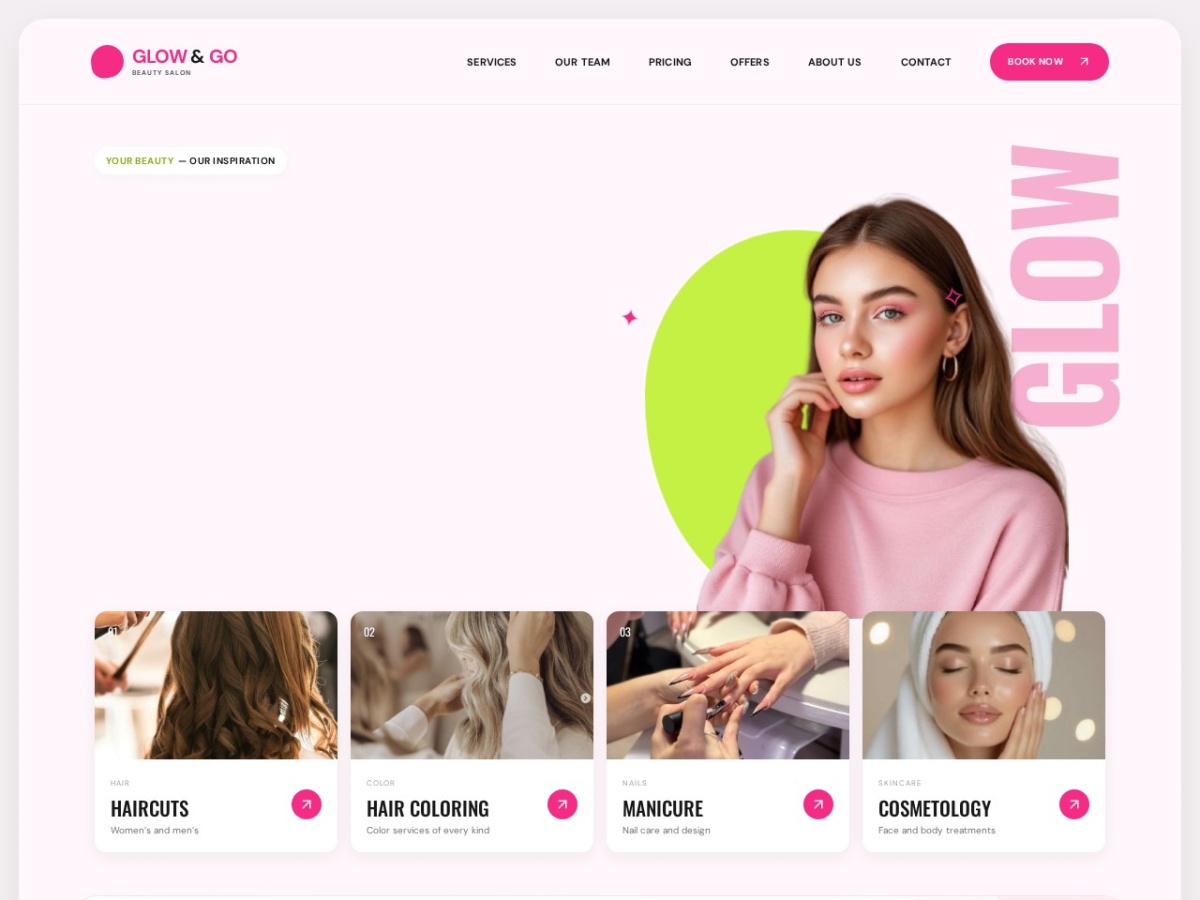 GLOW & GO
BEAUTY SALON
SERVICES
OUR TEAM
PRICING
OFFERS
ABOUT US
CONTACT
BOOK NOW
YOUR BEAUTY — OUR INSPIRATION
GLOW
01
02
03
HAIR
HAIRCUTS
Women's and men's
COLOR
HAIR COLORING
Color services of every kind
NAILS
MANICURE
Nail care and design
SKINCARE
COSMETOLOGY
Face and body treatments